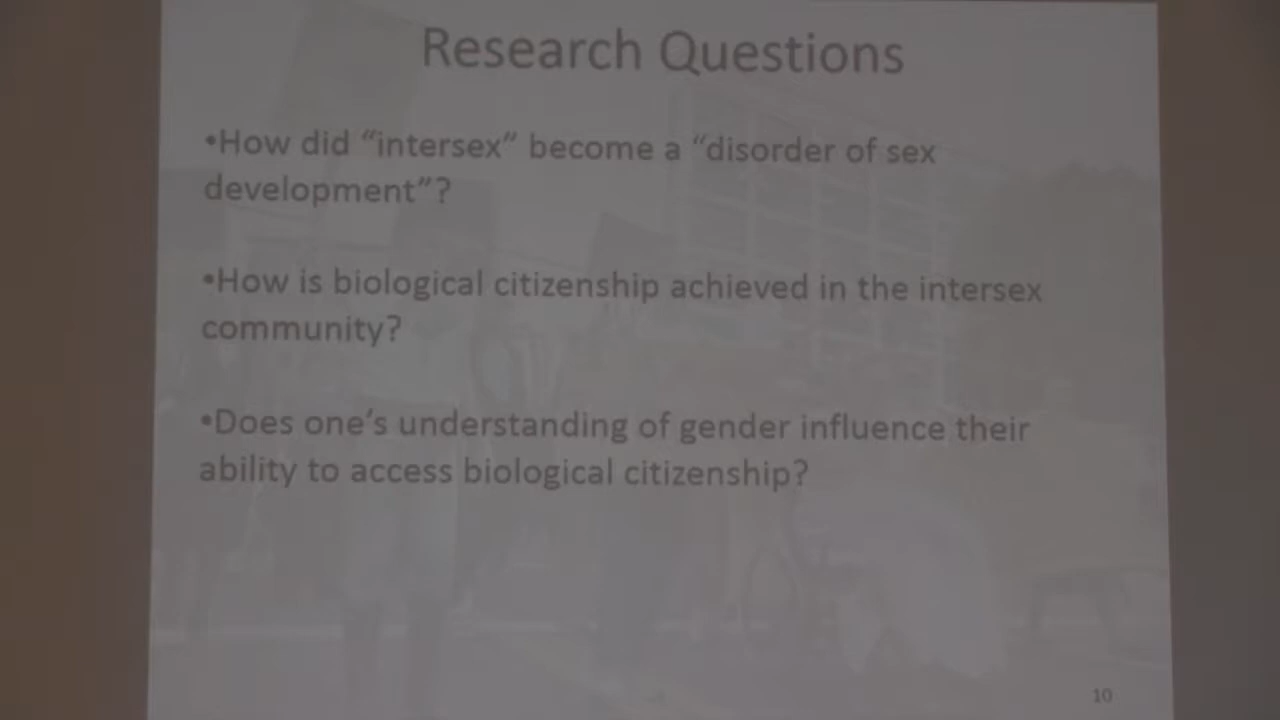 Research Questions
•How did “intersex” become a “disorder of sex
development”?
•How is biological citizenship achieved in the intersex
community?
•Does one’s understanding of gender influence their
ability to access biological citizenship?
10